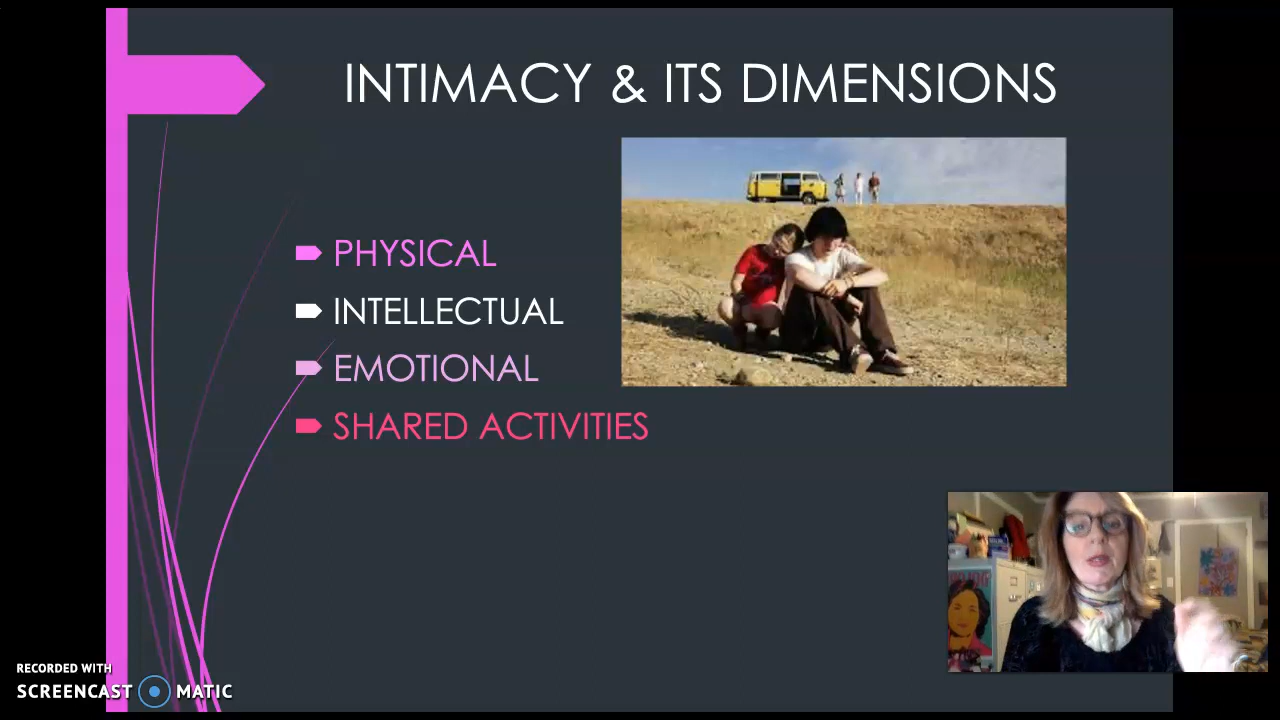 INTIMACY & ITS DIMENSIONS
PHYSICAL
INTELLECTUAL
EMOTIONAL
SHARED ACTIVITIES
RECORDED WITH
SCREENCAST MATIC